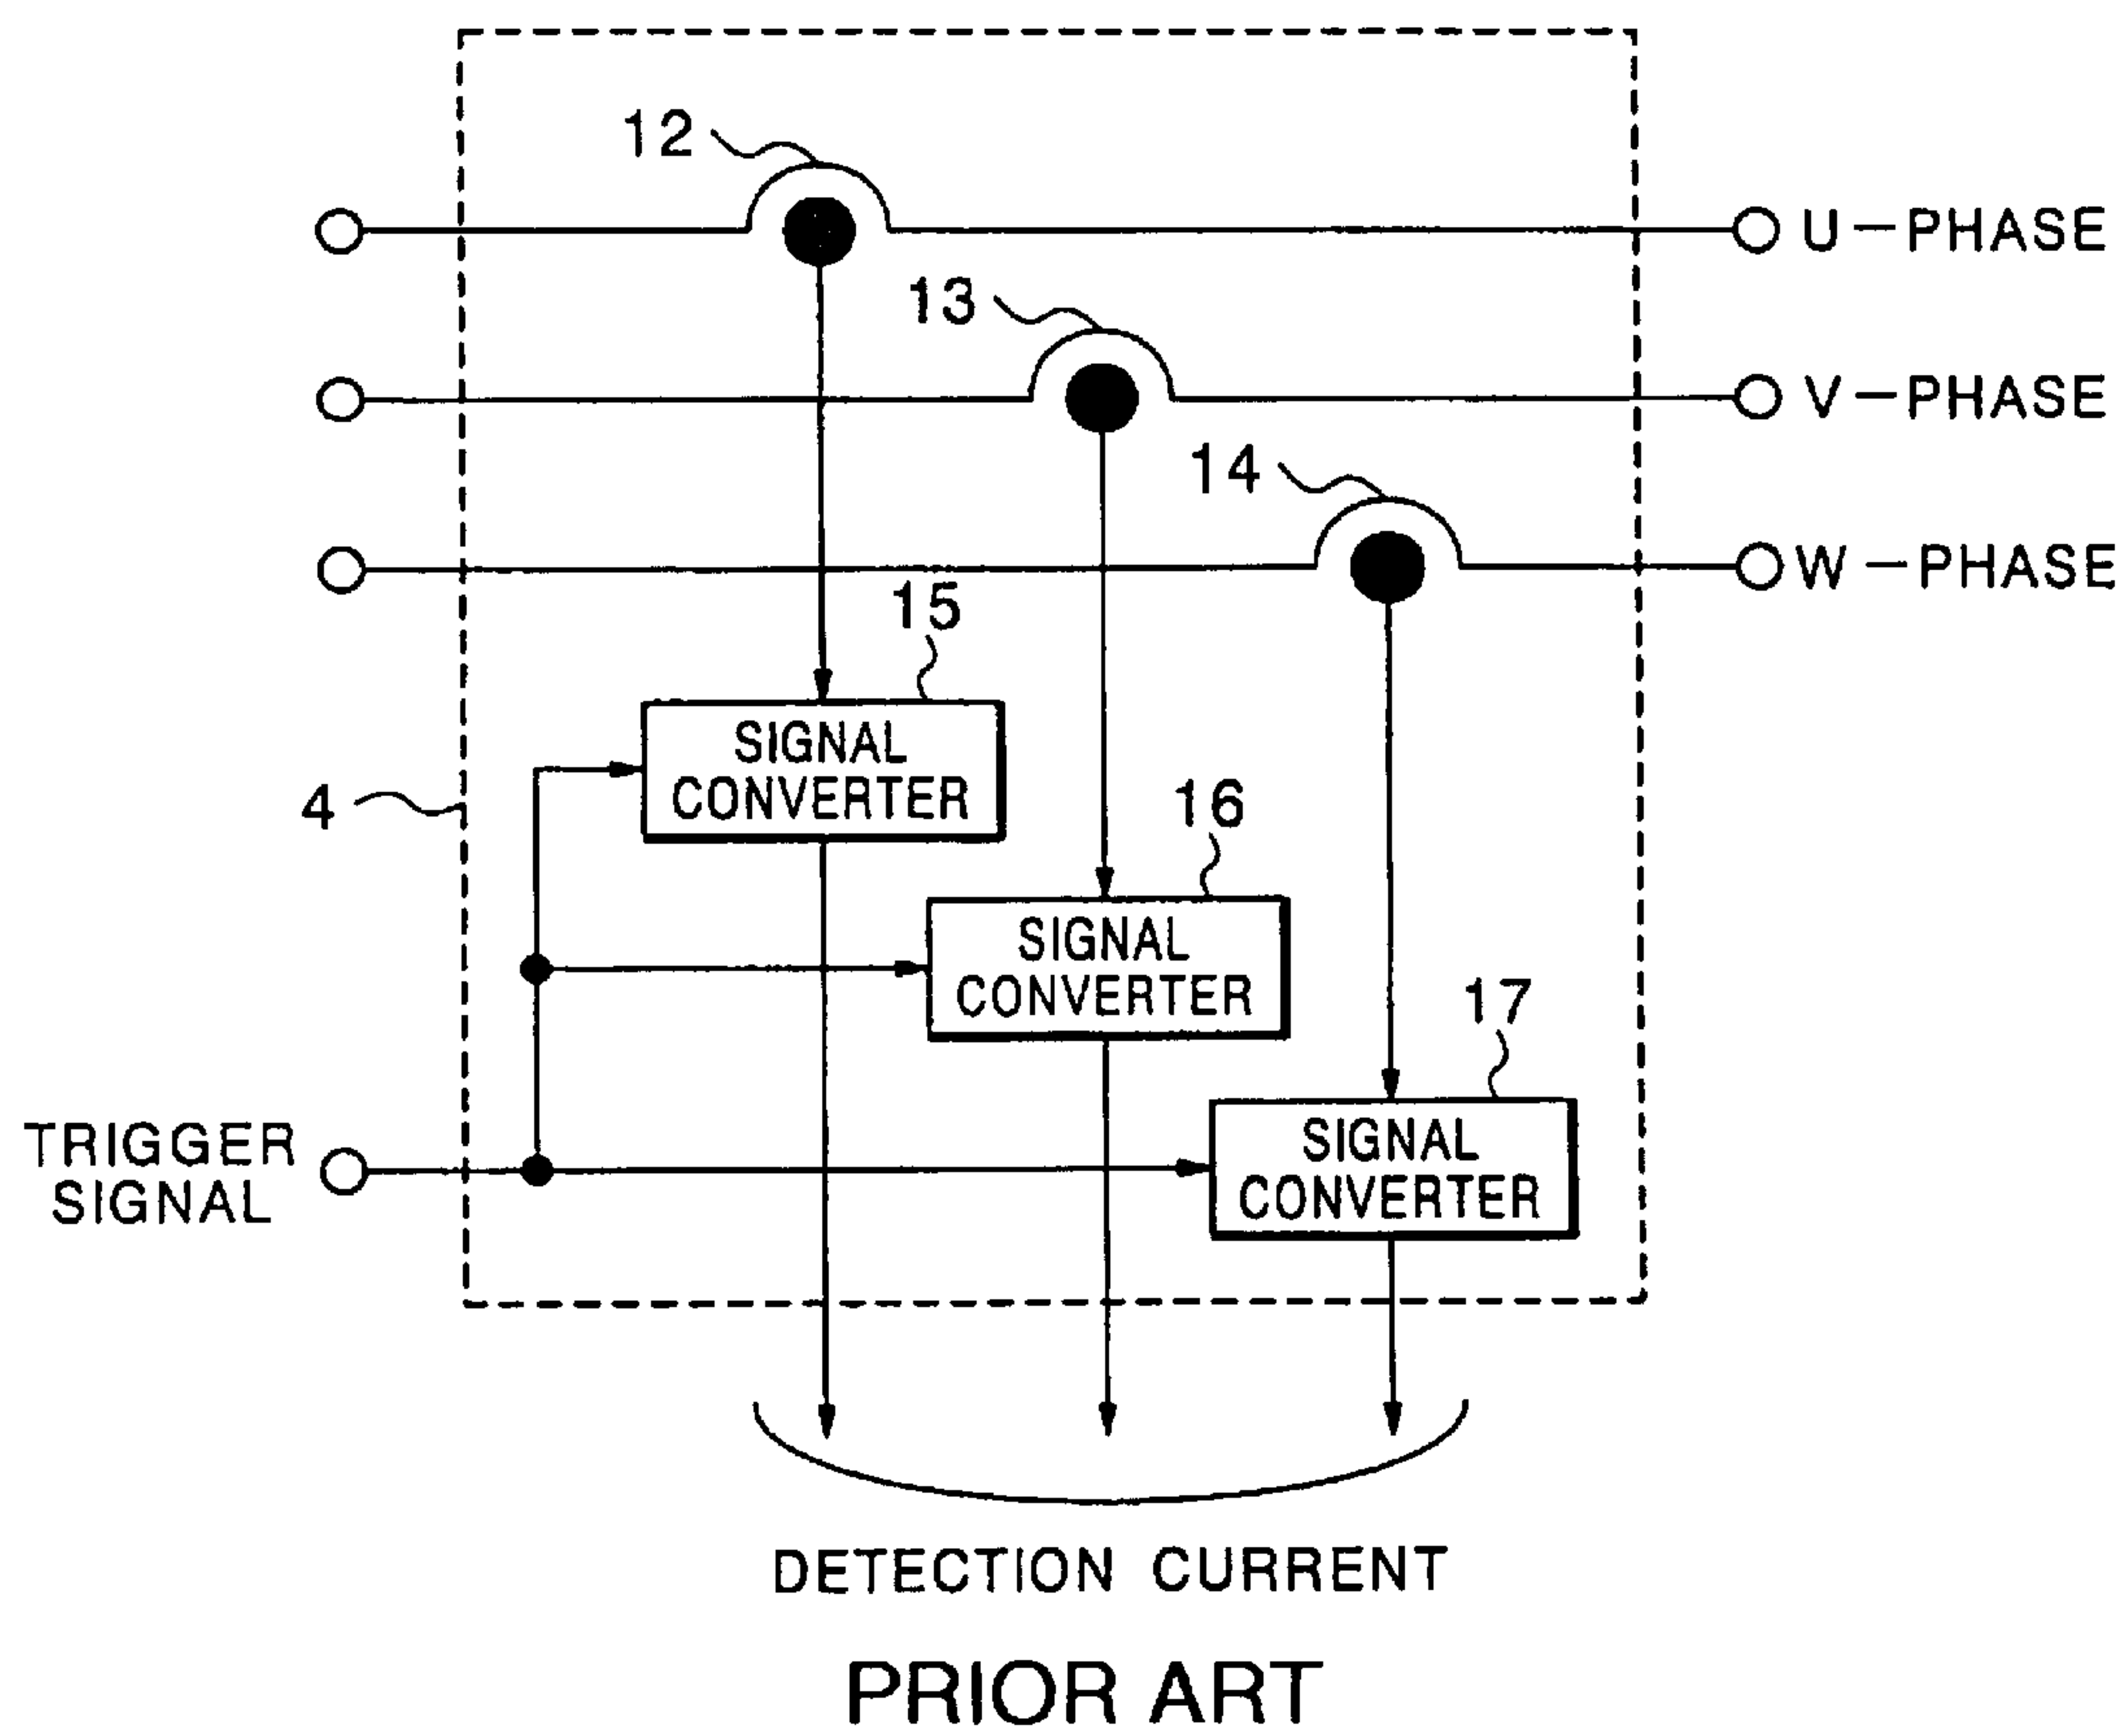 12
U-PHASE
13
V-PHASE
14
W-PHASE
15
SIGNAL
CONVERTER
4
16
SIGNAL
CONVERTER
17
TRIGGER
SIGNAL
SIGNAL
CONVERTER
DETECTION CURRENT
PRIOR ART